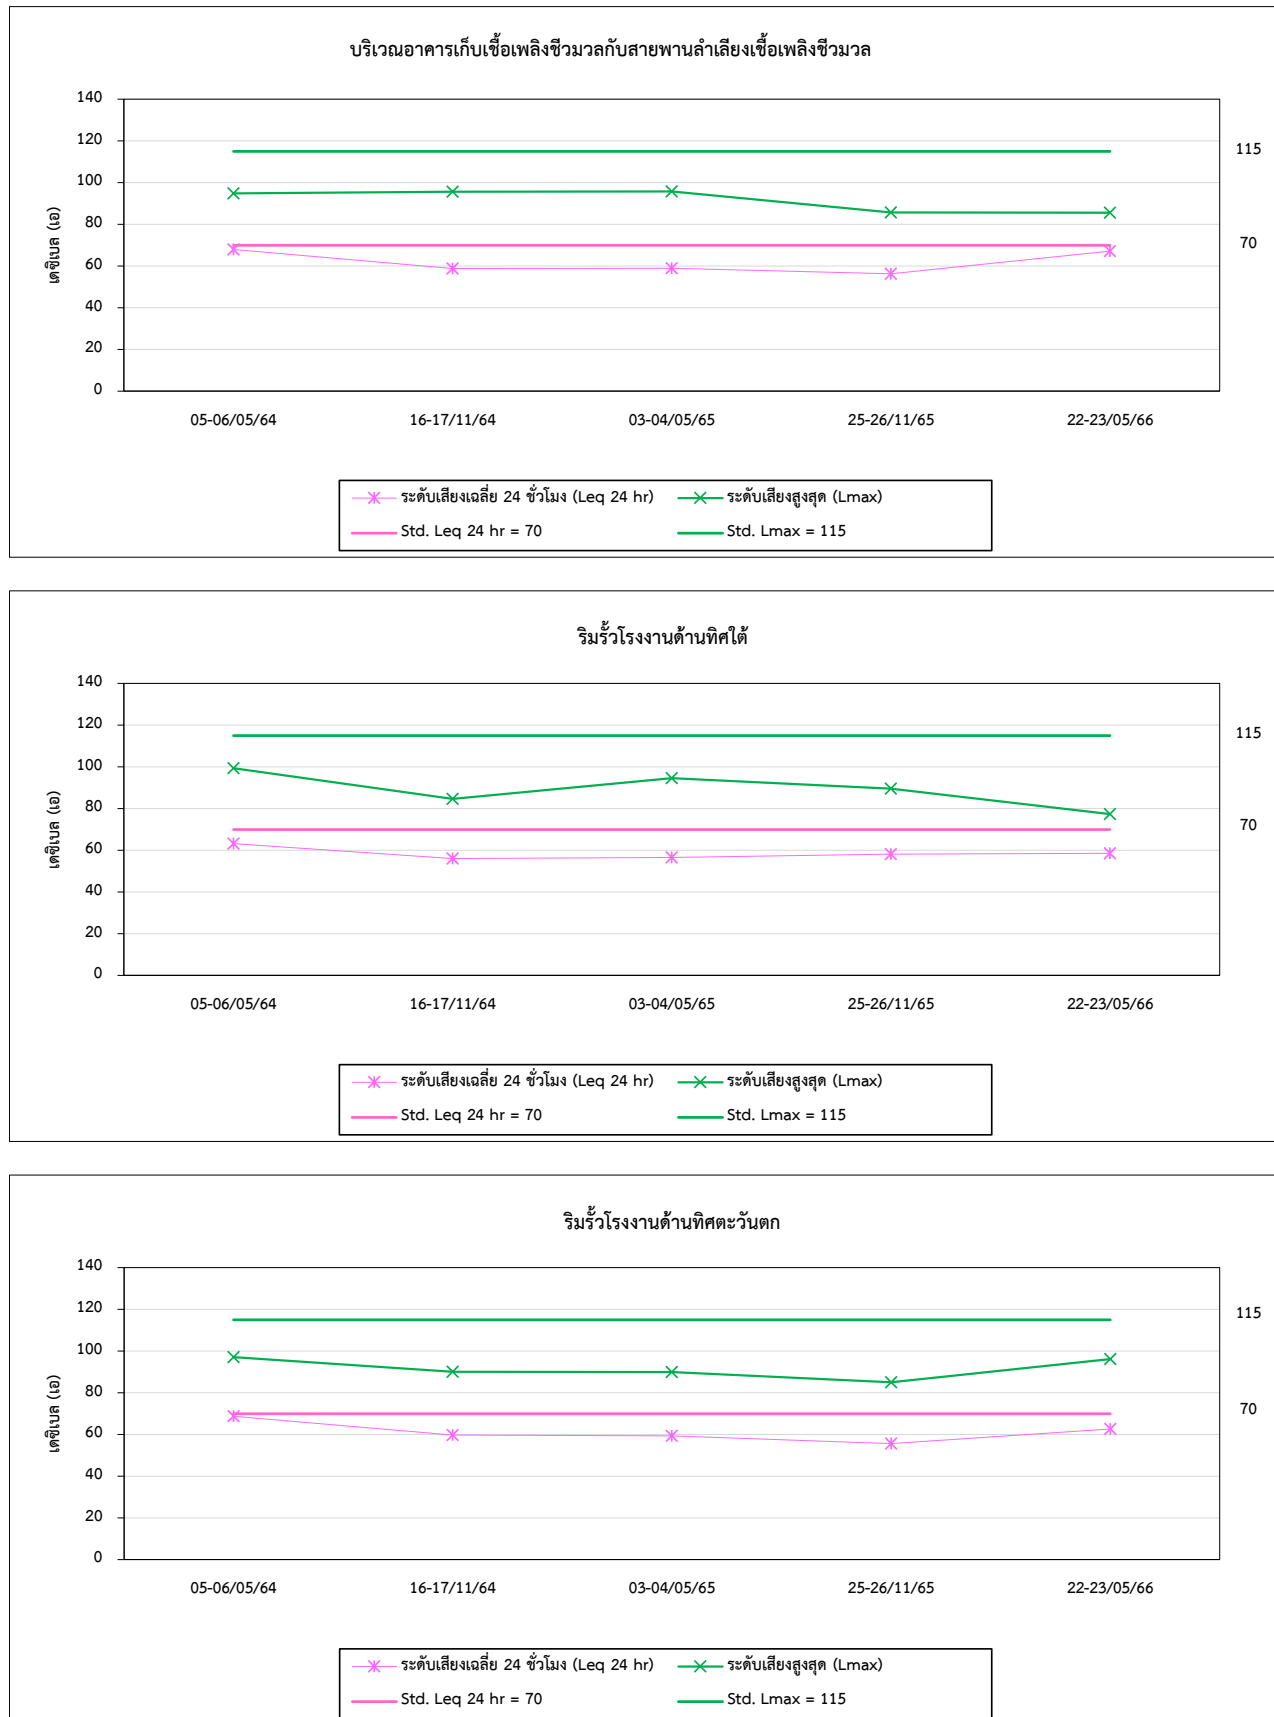 บริเวณอาคารเก็บเชื้อเพลิงชีวมวลกับสายพานลำเลียงเชื้อเพลิงชีวมวล
140
120
115
100
80
70
60
40
20
0
เดซิเบล (เอ)
05-06/05/64 16-17/11/64 03-04/05/65 25-26/11/65 22-23/05/66
ระดับเสียงเฉลี่ย 24 ชั่วโมง (Leq 24 hr) ระดับเสียงสูงสุด (Lmax)
Std. Leq 24 hr = 70 Std. Lmax = 115
ริมรั้วโรงงานด้านทิศใต้
140
120
115
100
80
70
60
40
20
0
เดซิเบล (เอ)
05-06/05/64 16-17/11/64 03-04/05/65 25-26/11/65 22-23/05/66
ระดับเสียงเฉลี่ย 24 ชั่วโมง (Leq 24 hr) ระดับเสียงสูงสุด (Lmax)
Std. Leq 24 hr = 70 Std. Lmax = 115
ริมรั้วโรงงานด้านทิศตะวันตก
140
120
115
100
80
70
60
40
20
0
เดซิเบล (เอ)
05-06/05/64 16-17/11/64 03-04/05/65 25-26/11/65 22-23/05/66
ระดับเสียงเฉลี่ย 24 ชั่วโมง (Leq 24 hr) ระดับเสียงสูงสุด (Lmax)
Std. Leq 24 hr = 70 Std. Lmax = 115